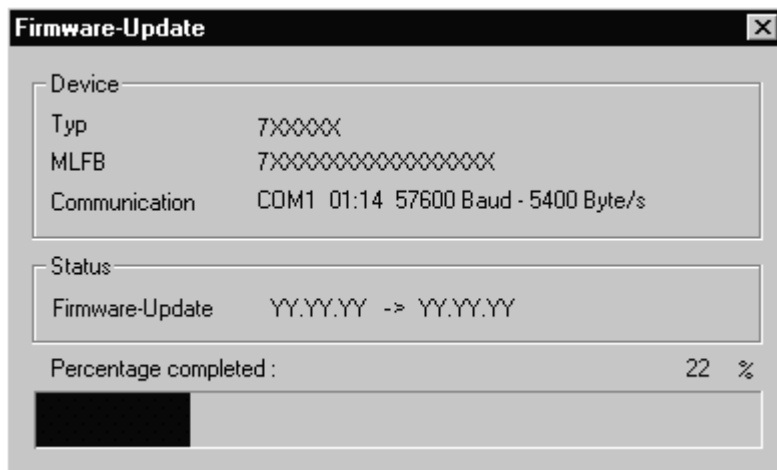 Firmware-Update
Device
Typ 7XXXXX
MLFB 7XXXXXXXXXXXXXXXXX
Communication COM1 01:14 57600 Baud - 5400 Byte/s
Status
Firmware-Update YY.YY.YY -> YY.YY.YY
Percentage completed : 22 %